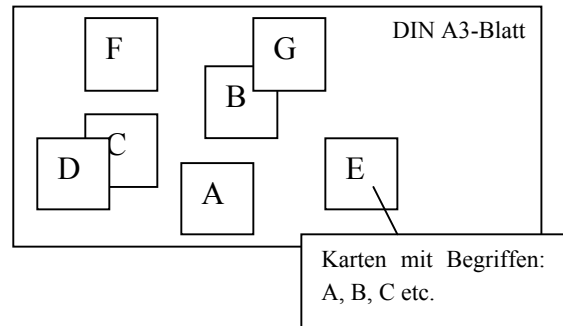 DIN A3-Blatt
F
G
B
C
D
A
E
Karten mit Begriffen:
A, B, C etc.